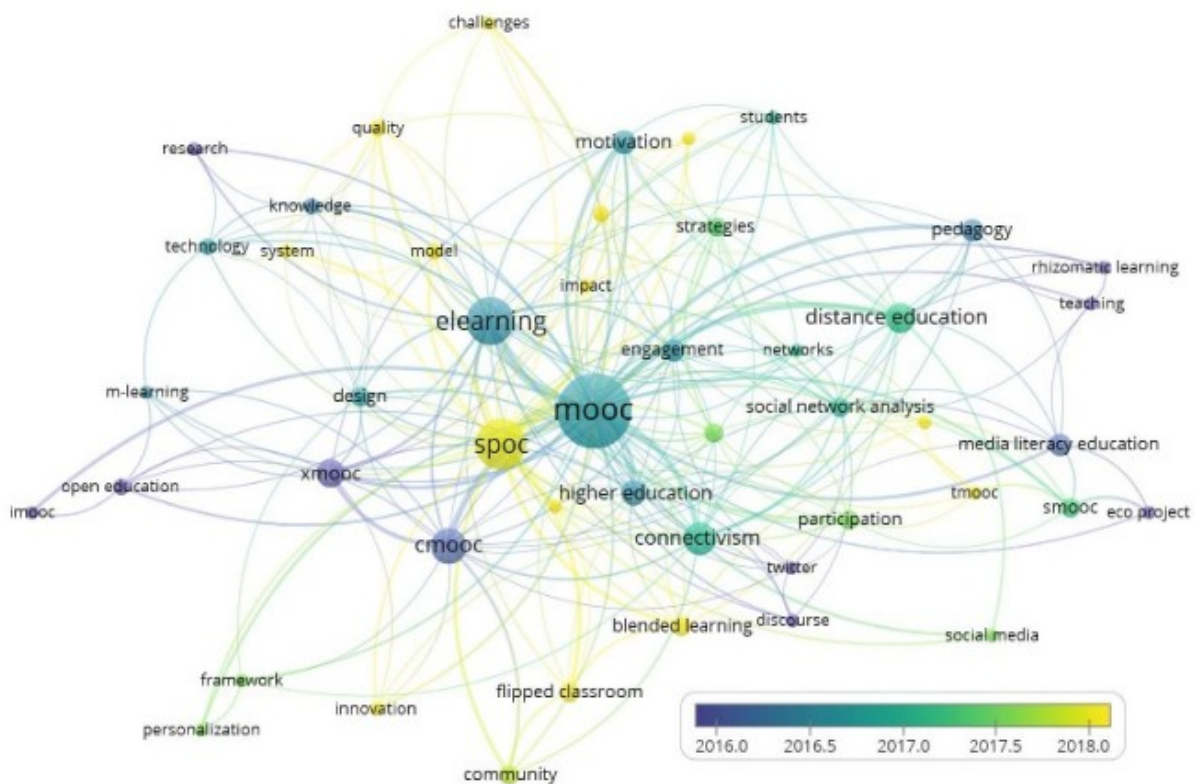 challenges
students
quality
motivation
research
knowledge
strategies
pedagogy
technology
system
model
rhizomatic learning
impact
teaching
elearning
distance education
engagement
networks
m-learning
design
mooc
social network analysis
spoc
media literacy education
xmooc
open education
higher education
tmooc
imooc
smooc
eco project
participation
cmooc
connectivism
twitter
discourse
blended learning
social media
framework
flipped classroom
innovation
personalization
community
2016.0 2016.5 2017.0 2017.5 2018.0